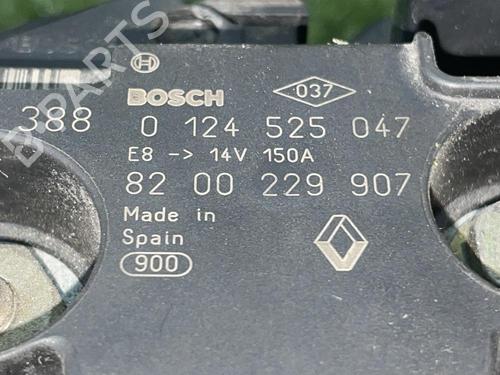 BOSCH
037
388
0 124 525 047
E8 -> 14V 150A
82 00 229 907
Made in
Spain
900
B-PARTS